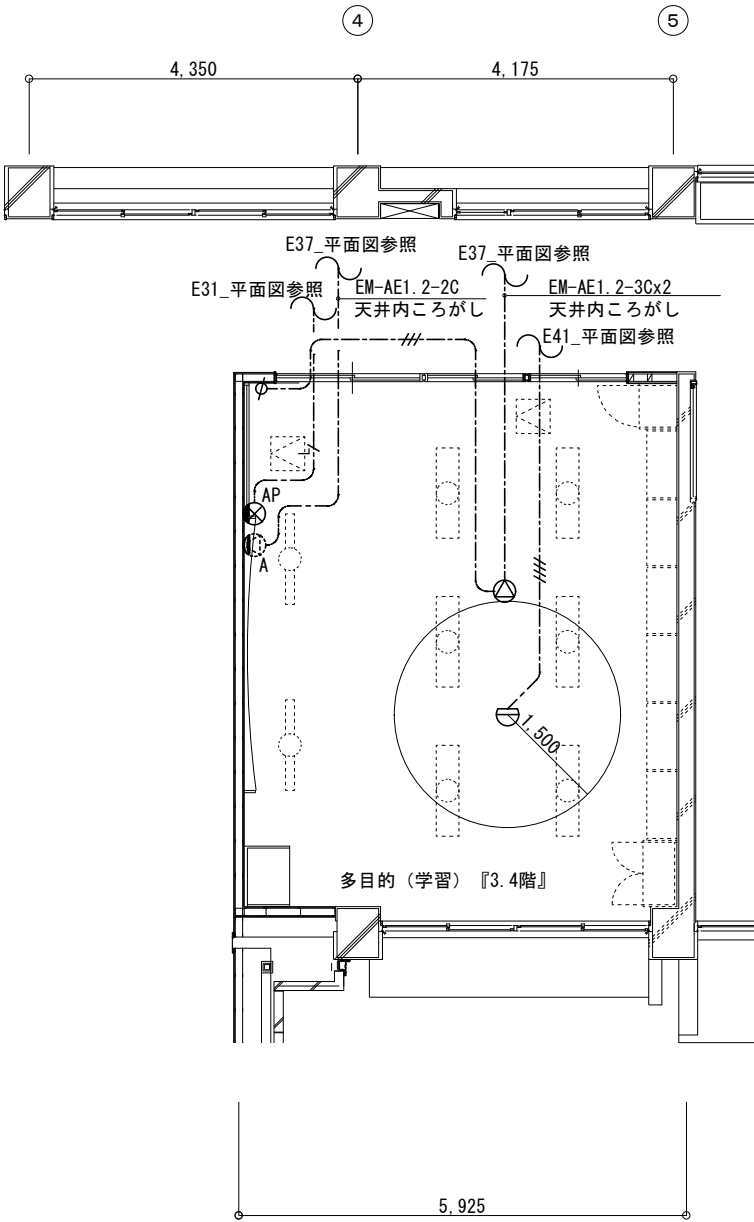 ④ ⑤
4,350 4,175
E37_平面図参照 E37_平面図参照
E31_平面図参照 EM-AE1.2-2C EM-AE1.2-3Cx2
天井内ころがし 天井内ころがし
E41_平面図参照
AP
A
1,500
多目的（学習）『3.4階』
5,925